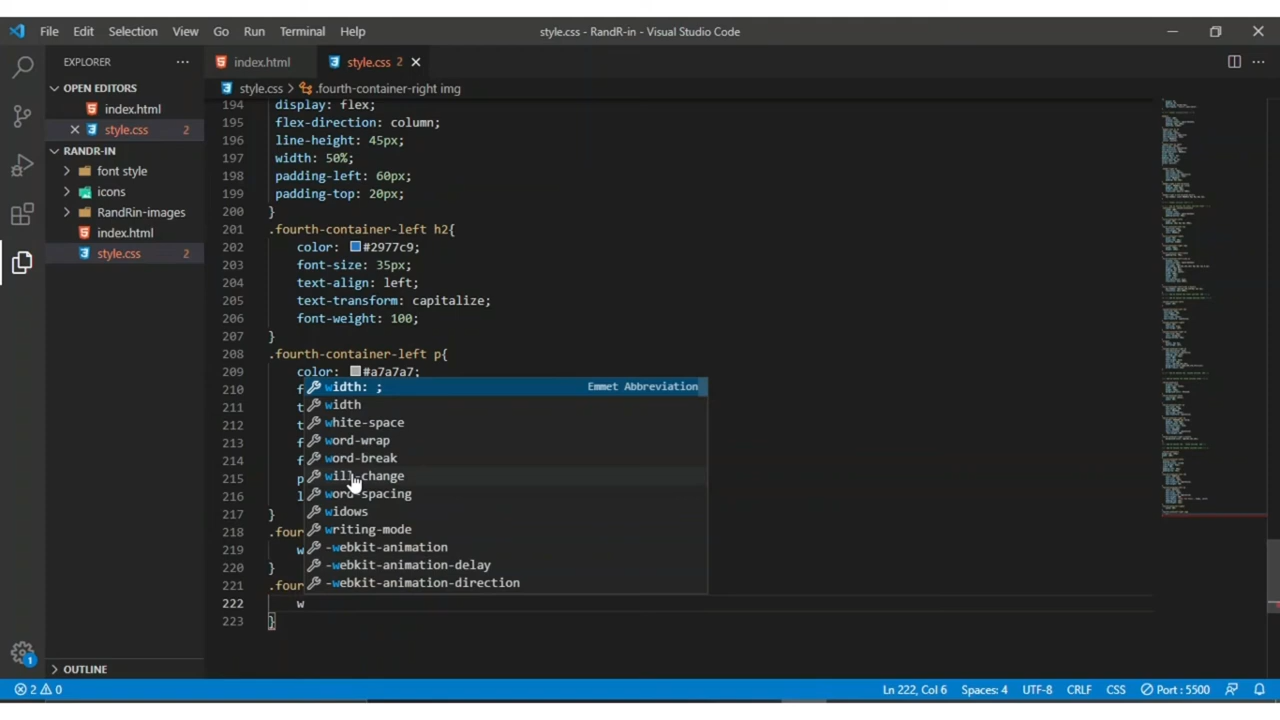 File Edit Selection View Go Run Terminal Help
style.css - RandR-in - Visual Studio Code
EXPLORER
index.html
style.css 2
OPEN EDITORS
index.html
style.css 2
RANDR-IN
font style
icons
RandRin-images
index.html
style.css 2
OUTLINE
style.css > .fourth-container-right img
194 display: flex;
195 flex-direction: column;
196 line-height: 45px;
197 width: 50%;
198 padding-left: 60px;
199 padding-top: 20px;
200 }
201 .fourth-container-left h2{
202 color: #2977c9;
203 font-size: 35px;
204 text-align: left;
205 text-transform: capitalize;
206 font-weight: 100;
207 }
208 .fourth-container-left p{
209 color: #a7a7a7;
210 f
211 t
212 t
213 f
214 f
215 p
216 l
217 }
218 .four
219 w
220 }
221 .four
222 w
223 }
width: ; Emmet Abbreviation
width
white-space
word-wrap
word-break
will-change
word-spacing
widows
writing-mode
-webkit-animation
-webkit-animation-delay
-webkit-animation-direction
1
2 0
Ln 222, Col 6 Spaces: 4 UTF-8 CRLF CSS Port : 5500